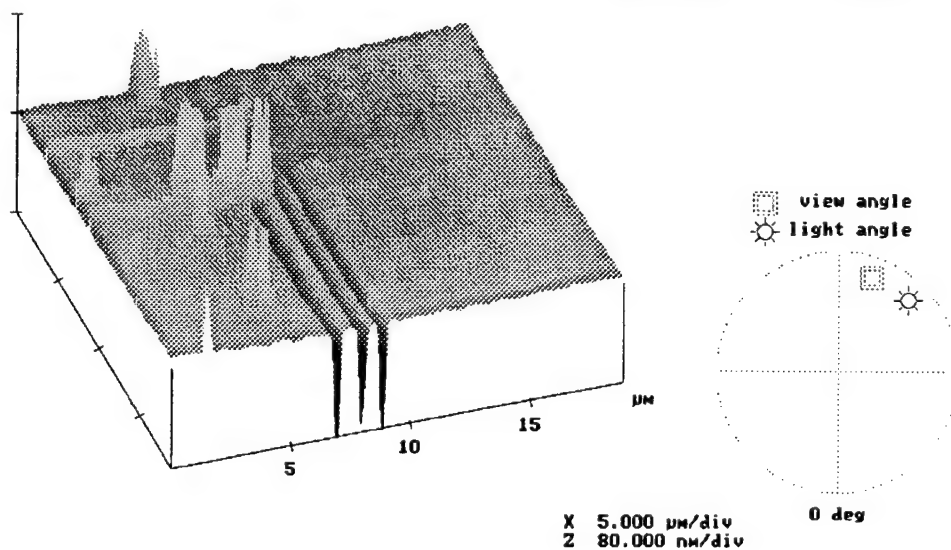 view angle
light angle
µm
5
10
15
0 deg
X 5.000 µm/div
Z 80.000 nm/div